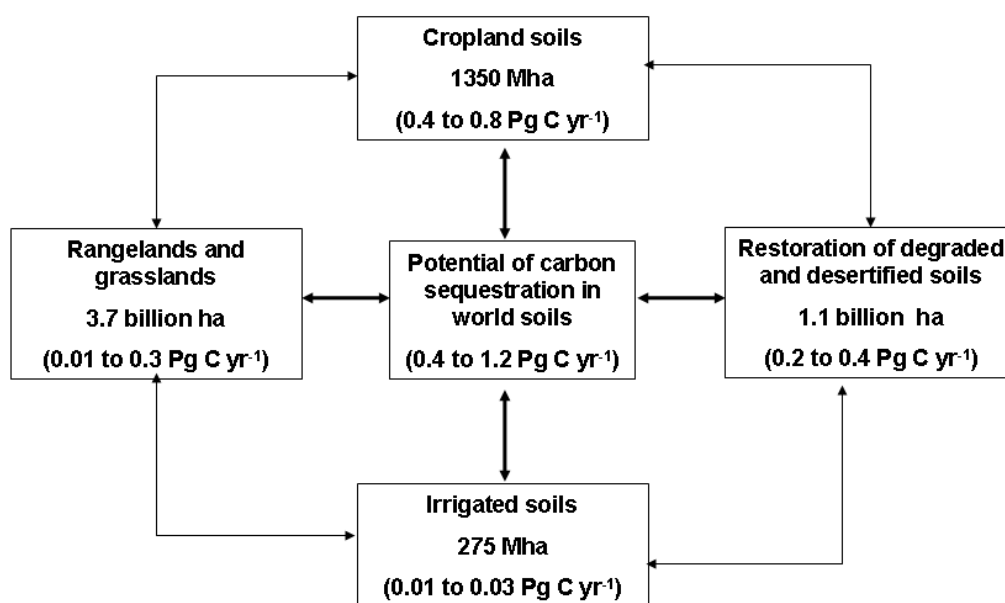 Cropland soils
1350 Mha
(0.4 to 0.8 Pg C yr⁻¹)
Rangelands and
grasslands
3.7 billion ha
(0.01 to 0.3 Pg C yr⁻¹)
Potential of carbon
sequestration in
world soils
(0.4 to 1.2 Pg C yr⁻¹)
Restoration of degraded
and desertified soils
1.1 billion ha
(0.2 to 0.4 Pg C yr⁻¹)
Irrigated soils
275 Mha
(0.01 to 0.03 Pg C yr⁻¹)